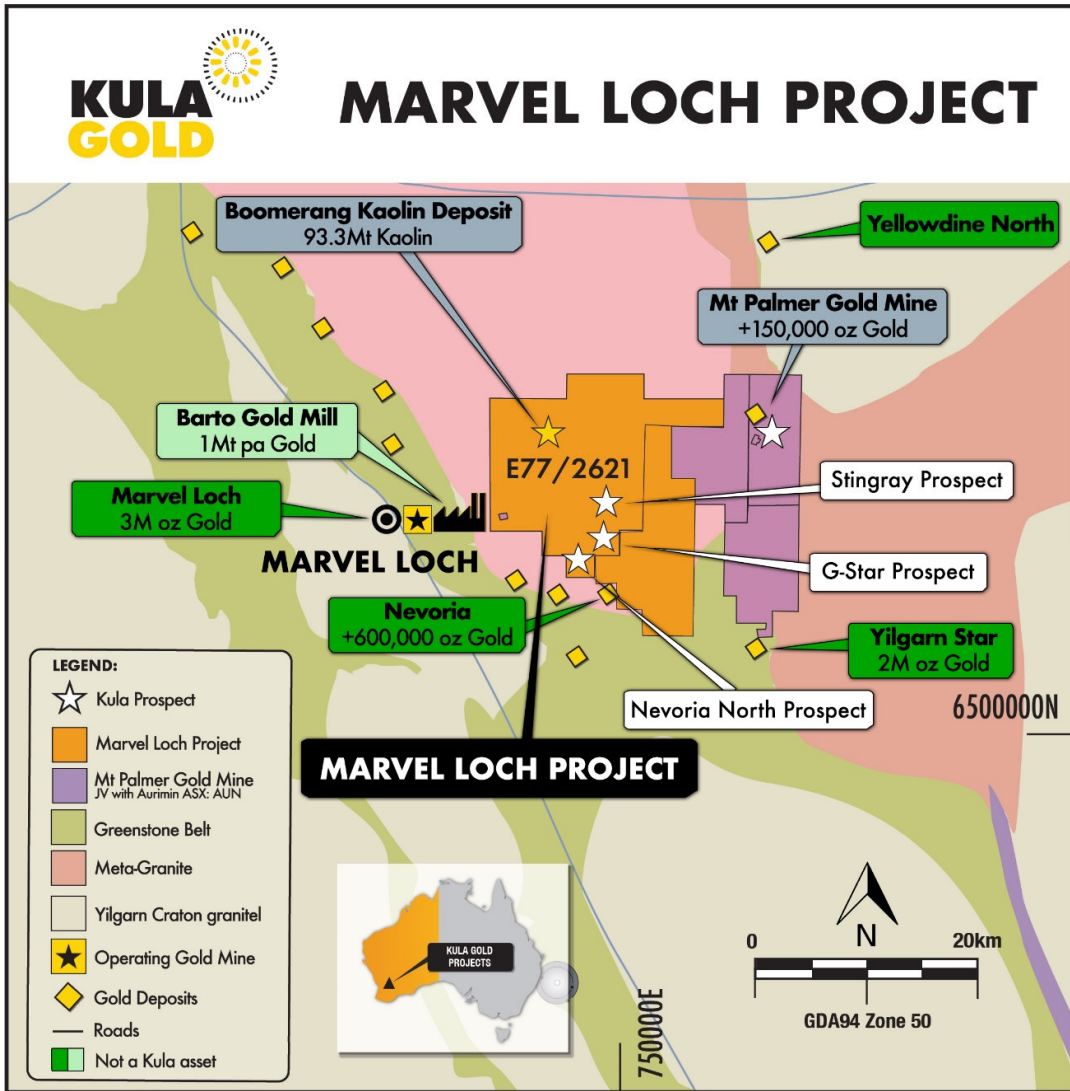 KULA
GOLD
MARVEL LOCH PROJECT
Boomerang Kaolin Deposit
93.3Mt Kaolin
Yellowdine North
Mt Palmer Gold Mine
+150,000 oz Gold
Barto Gold Mill
1Mt pa Gold
E77/2621
Stingray Prospect
Marvel Loch
3M oz Gold
MARVEL LOCH
G-Star Prospect
Nevoria
+600,000 oz Gold
Yilgarn Star
2M oz Gold
Nevoria North Prospect
6500000N
MARVEL LOCH PROJECT
LEGEND:
Kula Prospect
Marvel Loch Project
Mt Palmer Gold Mine
JV with Aurimin ASX: AUN
Greenstone Belt
Meta-Granite
Yilgarn Craton granitel
Operating Gold Mine
Gold Deposits
Roads
Not a Kula asset
KULA GOLD
PROJECTS
750000E
N
0 20km
GDA94 Zone 50